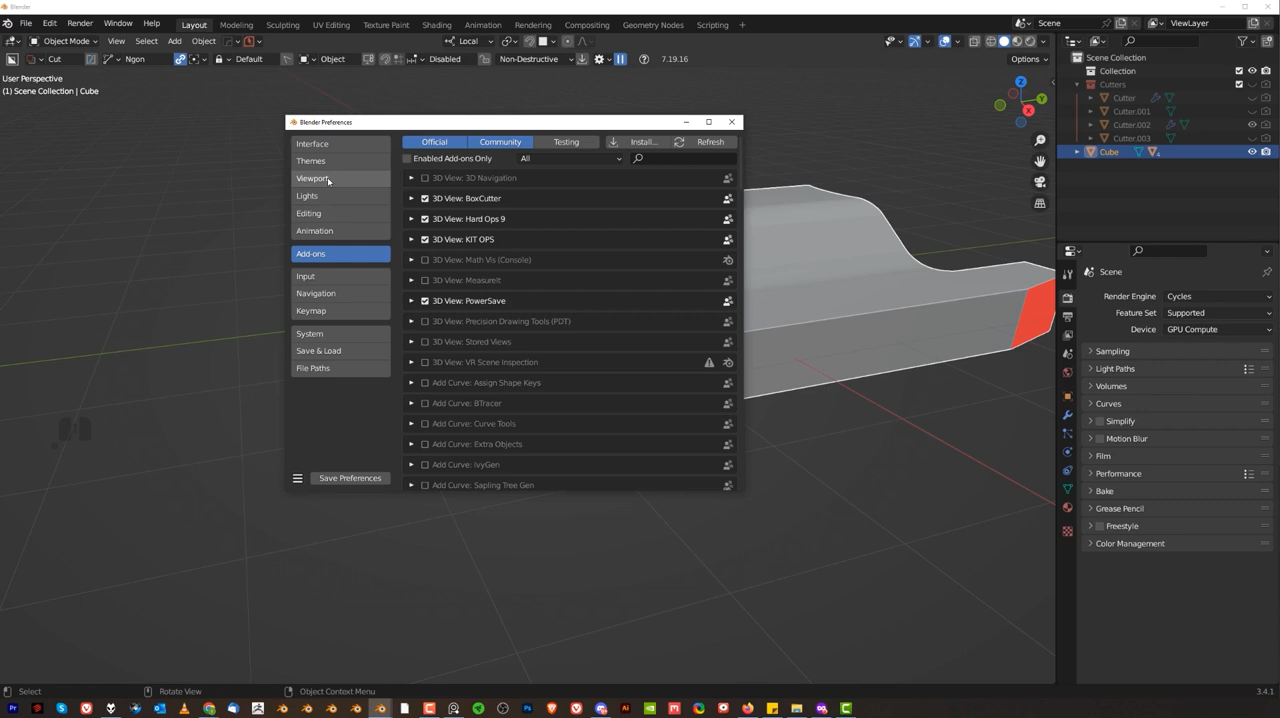 Blender
File Edit Render Window Help Layout Modeling Sculpting UV Editing Texture Paint Shading Animation Rendering Compositing Geometry Nodes Scripting + Scene ViewLayer
Object Mode View Select Add Object Local
Cut Ngon Default Object Disabled Non-Destructive 7.19.16 Options
User Perspective
(1) Scene Collection | Cube
Z
Y
X
Scene Collection
Collection
Cutters
Cutter
Cutter.001
Cutter.002
Cutter.003
Cube
Blender Preferences
Interface
Themes
Viewport
Lights
Editing
Animation
Add-ons
Input
Navigation
Keymap
System
Save & Load
File Paths
Save Preferences
Official Community Testing Install... Refresh
Enabled Add-ons Only All
3D View: 3D Navigation
3D View: BoxCutter
3D View: Hard Ops 9
3D View: KIT OPS
3D View: Math Vis (Console)
3D View: MeasureIt
3D View: PowerSave
3D View: Precision Drawing Tools (PDT)
3D View: Stored Views
3D View: VR Scene Inspection
Add Curve: Assign Shape Keys
Add Curve: BTracer
Add Curve: Curve Tools
Add Curve: Extra Objects
Add Curve: IvyGen
Add Curve: Sapling Tree Gen
Scene
Render Engine Cycles
Feature Set Supported
Device GPU Compute
Sampling
Light Paths
Volumes
Curves
Simplify
Motion Blur
Film
Performance
Bake
Grease Pencil
Freestyle
Color Management
Select Rotate View Object Context Menu 3.4.1